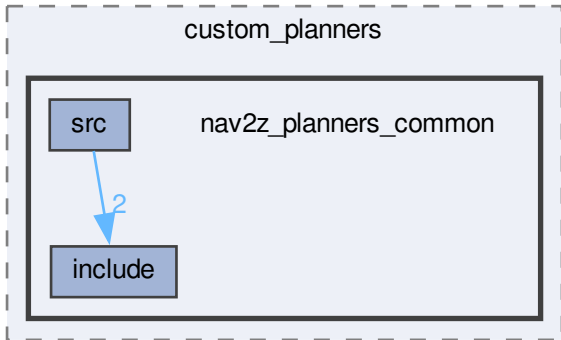 custom_planners
src
nav2z_planners_common
2
include